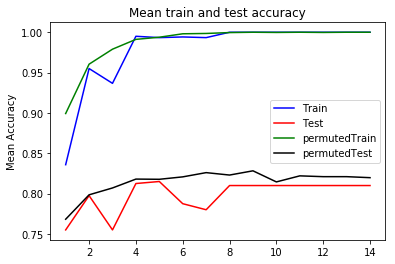 Mean train and test accuracy
Mean Accuracy
1.00
0.95
0.90
0.85
0.80
0.75
Train
Test
permutedTrain
permutedTest
2 4 6 8 10 12 14